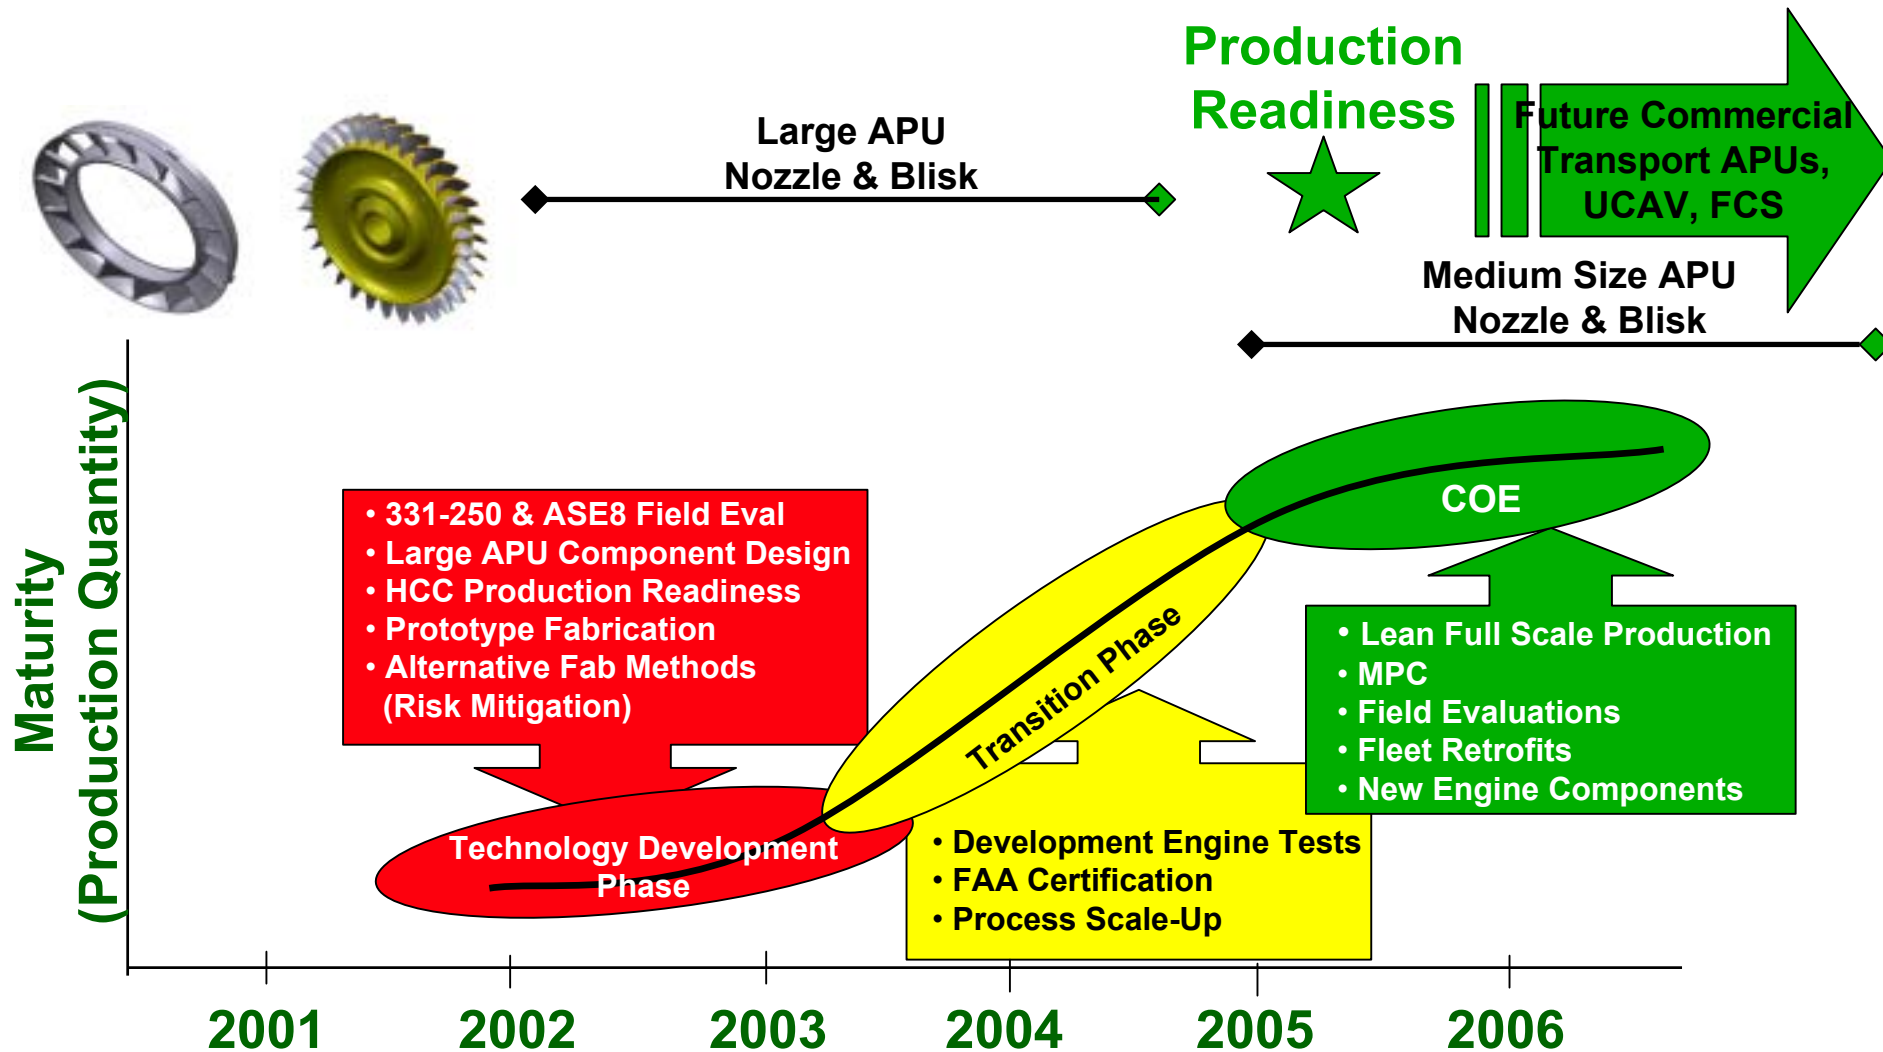 Production
Readiness
Large APU
Nozzle & Blisk
Future Commercial
Transport APUs,
UCAV, FCS
Medium Size APU
Nozzle & Blisk
Maturity
(Production Quantity)
• 331-250 & ASE8 Field Eval
• Large APU Component Design
• HCC Production Readiness
• Prototype Fabrication
• Alternative Fab Methods
(Risk Mitigation)
Technology Development
Phase
Transition Phase
• Development Engine Tests
• FAA Certification
• Process Scale-Up
COE
• Lean Full Scale Production
• MPC
• Field Evaluations
• Fleet Retrofits
• New Engine Components
2001 2002 2003 2004 2005 2006